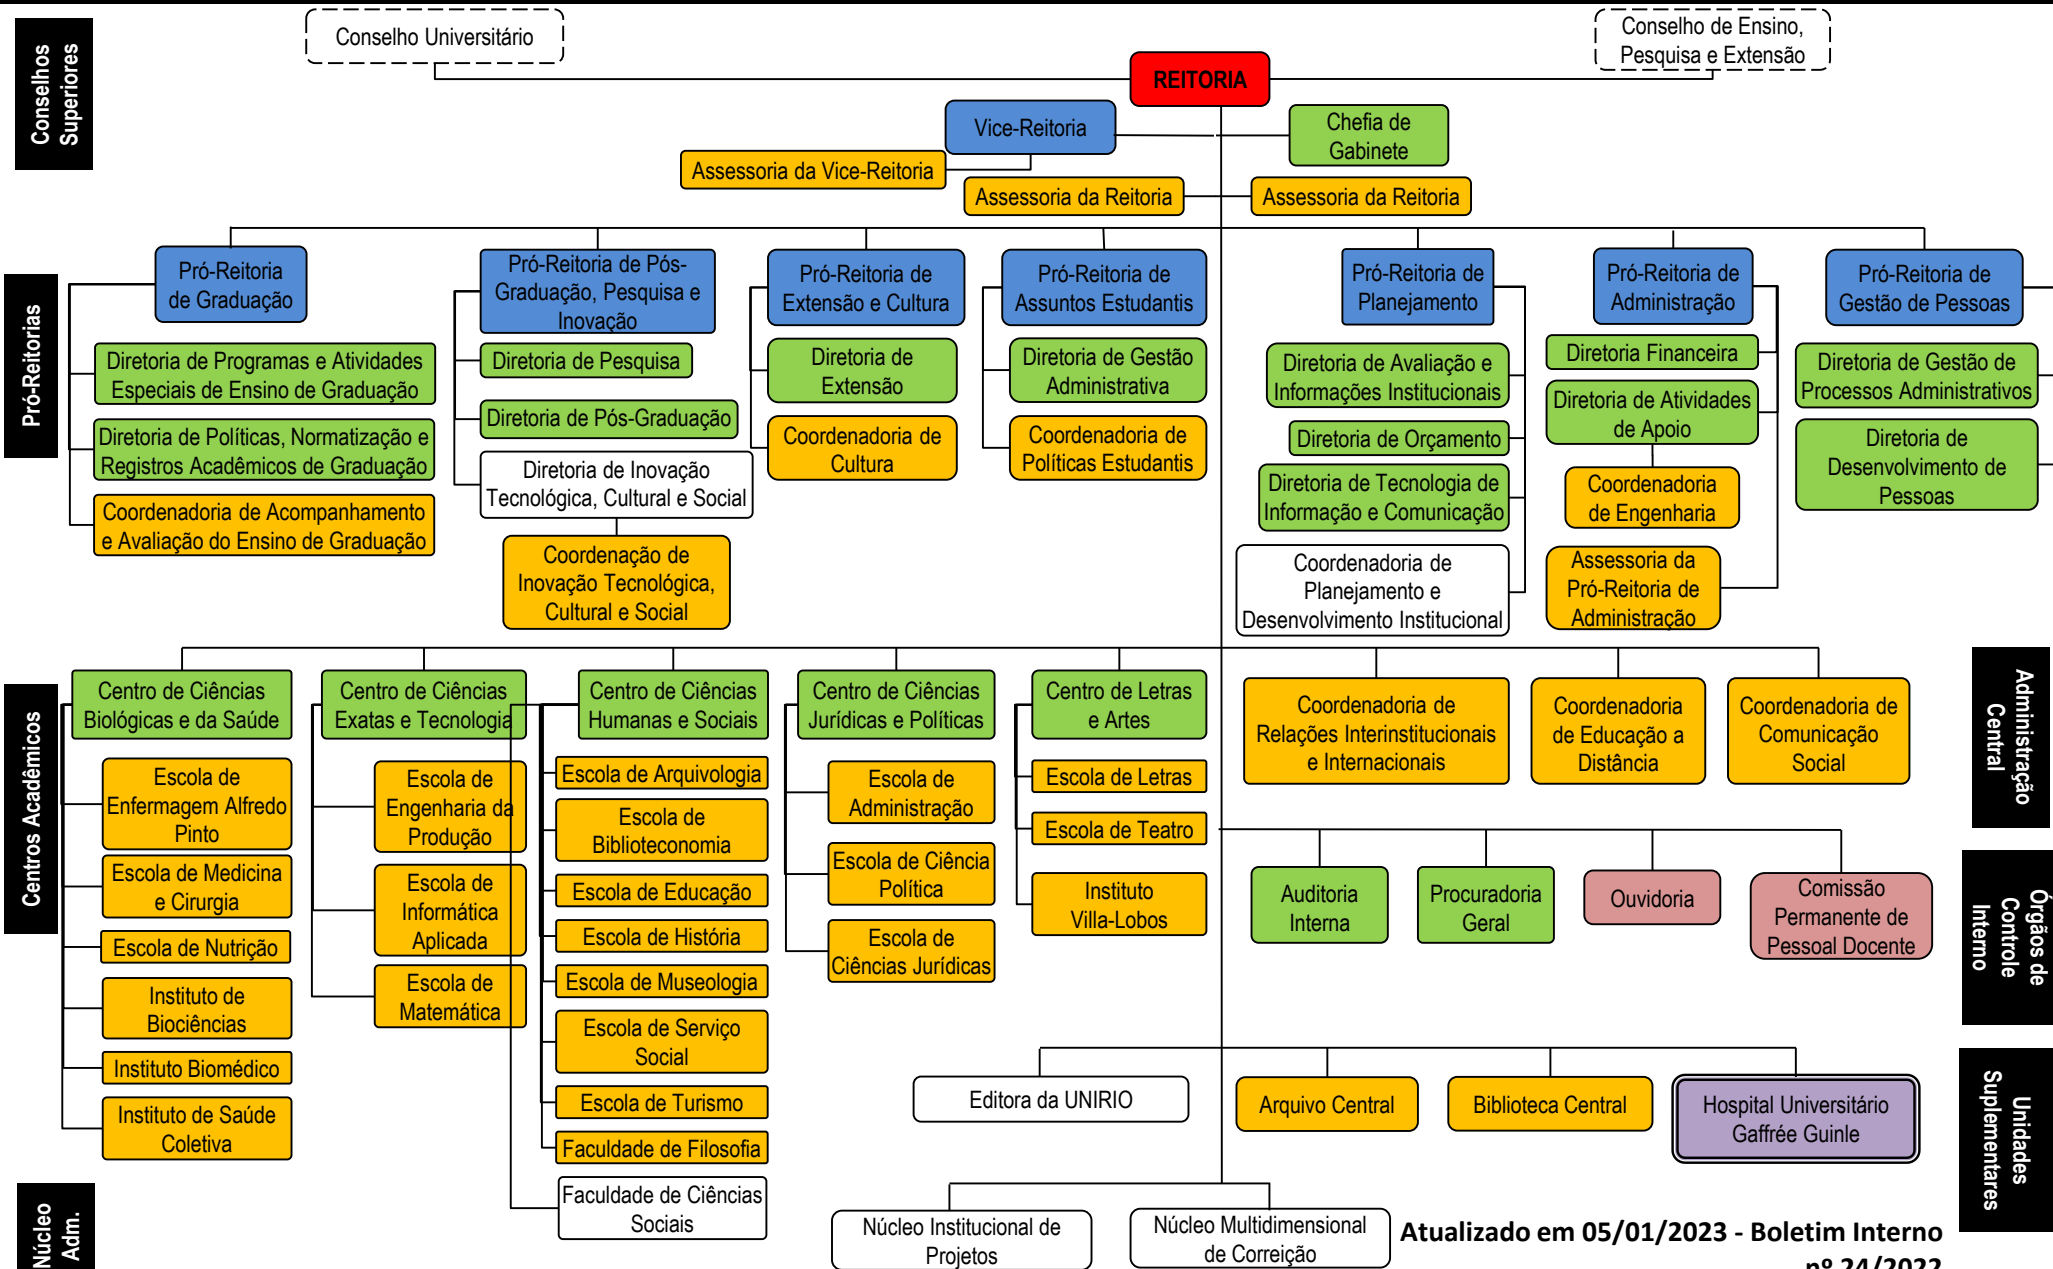 Conselhos
Superiores
Conselho Universitário
Conselho de Ensino,
Pesquisa e Extensão
REITORIA
Vice-Reitoria
Chefia de
Gabinete
Assessoria da Vice-Reitoria
Assessoria da Reitoria
Assessoria da Reitoria
Pró-Reitorias
Pró-Reitoria
de Graduação
Diretoria de Programas e Atividades
Especiais de Ensino de Graduação
Diretoria de Políticas, Normatização e
Registros Acadêmicos de Graduação
Coordenadoria de Acompanhamento
e Avaliação do Ensino de Graduação
Pró-Reitoria de Pós-
Graduação, Pesquisa e
Inovação
Diretoria de Pesquisa
Diretoria de Pós-Graduação
Diretoria de Inovação
Tecnológica, Cultural e Social
Coordenação de
Inovação Tecnológica,
Cultural e Social
Pró-Reitoria de
Extensão e Cultura
Diretoria de
Extensão
Coordenadoria de
Cultura
Pró-Reitoria de
Assuntos Estudantis
Diretoria de Gestão
Administrativa
Coordenadoria de
Políticas Estudantis
Pró-Reitoria de
Planejamento
Diretoria de Avaliação e
Informações Institucionais
Diretoria de Orçamento
Diretoria de Tecnologia de
Informação e Comunicação
Coordenadoria de
Planejamento e
Desenvolvimento Institucional
Pró-Reitoria de
Administração
Diretoria Financeira
Diretoria de Atividades
de Apoio
Coordenadoria
de Engenharia
Assessoria da
Pró-Reitoria de
Administração
Pró-Reitoria de
Gestão de Pessoas
Diretoria de Gestão de
Processos Administrativos
Diretoria de
Desenvolvimento de
Pessoas
Centros Acadêmicos
Centro de Ciências
Biológicas e da Saúde
Escola de
Enfermagem Alfredo
Pinto
Escola de Medicina
e Cirurgia
Escola de Nutrição
Instituto de
Biociências
Instituto Biomédico
Instituto de Saúde
Coletiva
Centro de Ciências
Exatas e Tecnologia
Escola de
Engenharia da
Produção
Escola de
Informática
Aplicada
Escola de
Matemática
Centro de Ciências
Humanas e Sociais
Escola de Arquivologia
Escola de
Biblioteconomia
Escola de Educação
Escola de História
Escola de Museologia
Escola de Serviço
Social
Escola de Turismo
Faculdade de Filosofia
Faculdade de Ciências
Sociais
Centro de Ciências
Jurídicas e Políticas
Escola de
Administração
Escola de Ciência
Política
Escola de
Ciências Jurídicas
Centro de Letras
e Artes
Escola de Letras
Escola de Teatro
Instituto
Villa-Lobos
Coordenadoria de
Relações Interinstitucionais
e Internacionais
Coordenadoria
de Educação a
Distância
Coordenadoria de
Comunicação
Social
Administração
Central
Auditoria
Interna
Procuradoria
Geral
Ouvidoria
Comissão
Permanente de
Pessoal Docente
Órgãos de
Controle
Interno
Editora da UNIRIO
Arquivo Central
Biblioteca Central
Hospital Universitário
Gaffrée Guinle
Unidades
Suplementares
Núcleo
Adm.
Núcleo Institucional de
Projetos
Núcleo Multidimensional
de Correição
Atualizado em 05/01/2023 - Boletim Interno
nº 24/2022